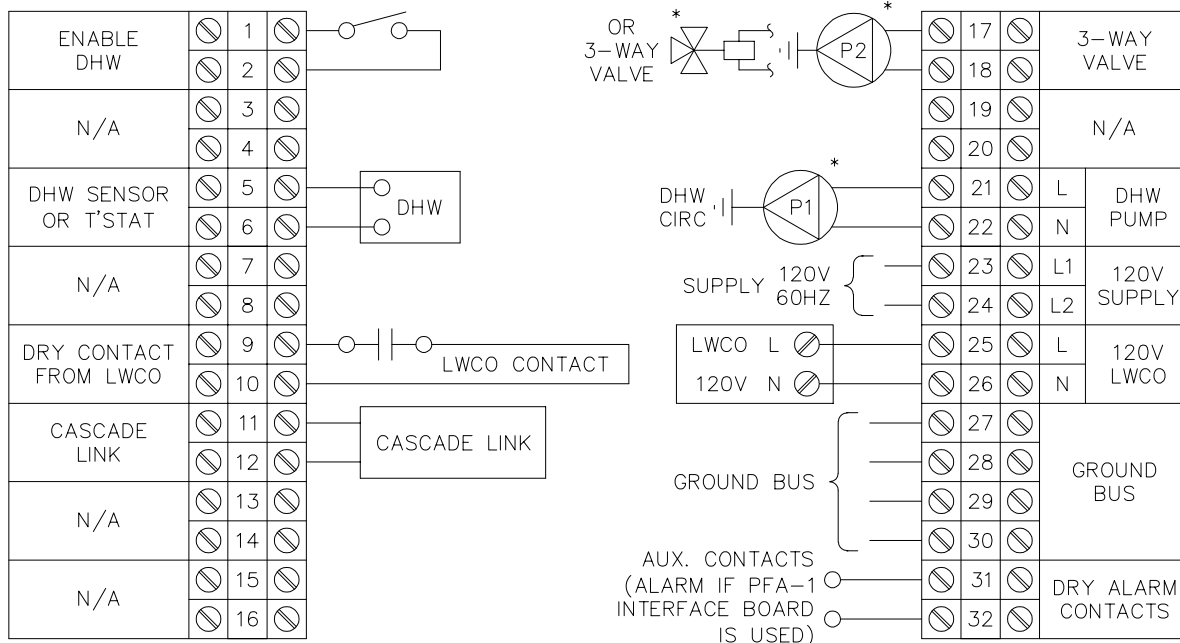 ENABLE
DHW
1
2
N/A
3
4
DHW SENSOR
OR T'STAT
5
6
DHW
N/A
7
8
DRY CONTACT
FROM LWCO
9
10
LWCO CONTACT
CASCADE
LINK
11
12
CASCADE LINK
N/A
13
14
N/A
15
16
OR
3-WAY
VALVE
*
P2
*
17
18
3-WAY
VALVE
19
20
N/A
DHW
CIRC
P1
*
21 L
22 N
DHW
PUMP
SUPPLY 120V
60HZ
23 L1
24 L2
120V
SUPPLY
LWCO L
120V N
25 L
26 N
120V
LWCO
GROUND BUS
27
28
29
30
GROUND
BUS
AUX. CONTACTS
(ALARM IF PFA-1
INTERFACE BOARD
IS USED)
31
32
DRY ALARM
CONTACTS